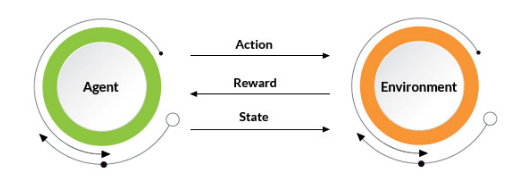 Action
Agent
Reward
Environment
State